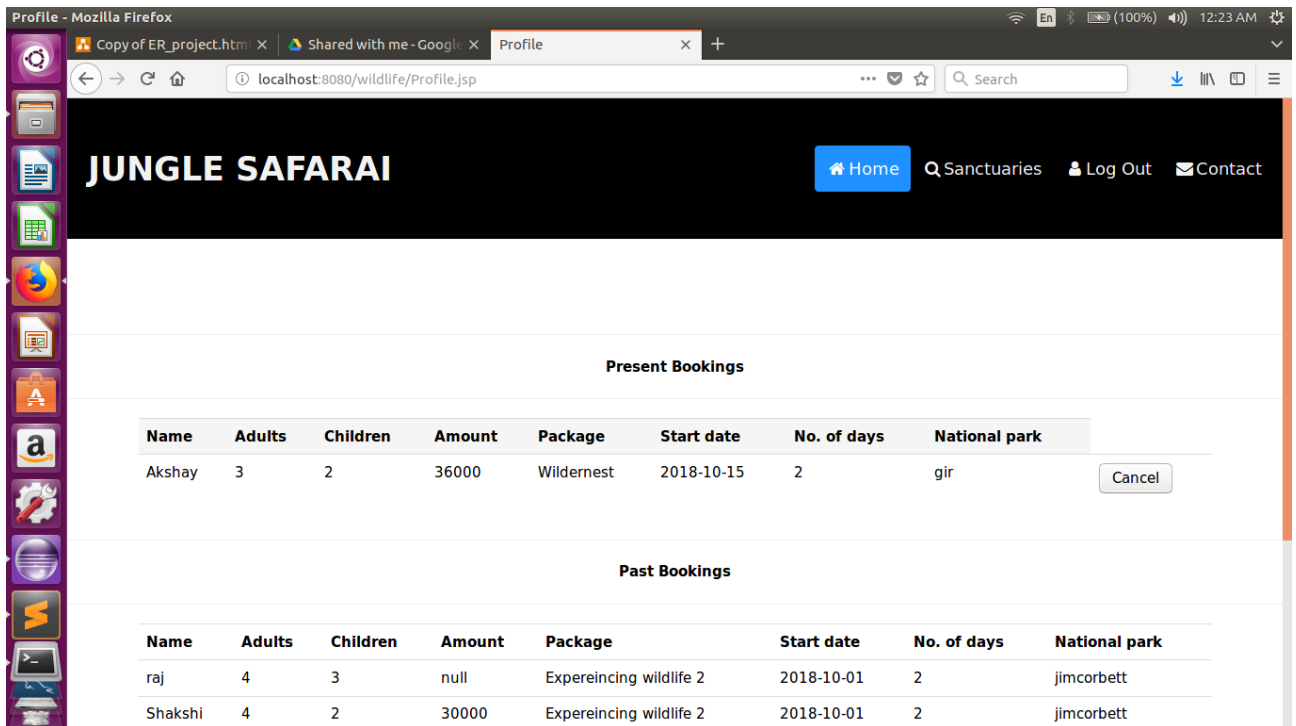 Profile - Mozilla Firefox En (100%) 12:23 AM
Copy of ER_project.html Shared with me - Google Profile
localhost:8080/wildlife/Profile.jsp Search
JUNGLE SAFARAI Home Sanctuaries Log Out Contact
Present Bookings
Name Adults Children Amount Package Start date No. of days National park
Akshay 3 2 36000 Wildernest 2018-10-15 2 gir Cancel
Past Bookings
Name Adults Children Amount Package Start date No. of days National park
raj 4 3 null Expereincing wildlife 2 2018-10-01 2 jimcorbett
Shakshi 4 2 30000 Expereincing wildlife 2 2018-10-01 2 jimcorbett